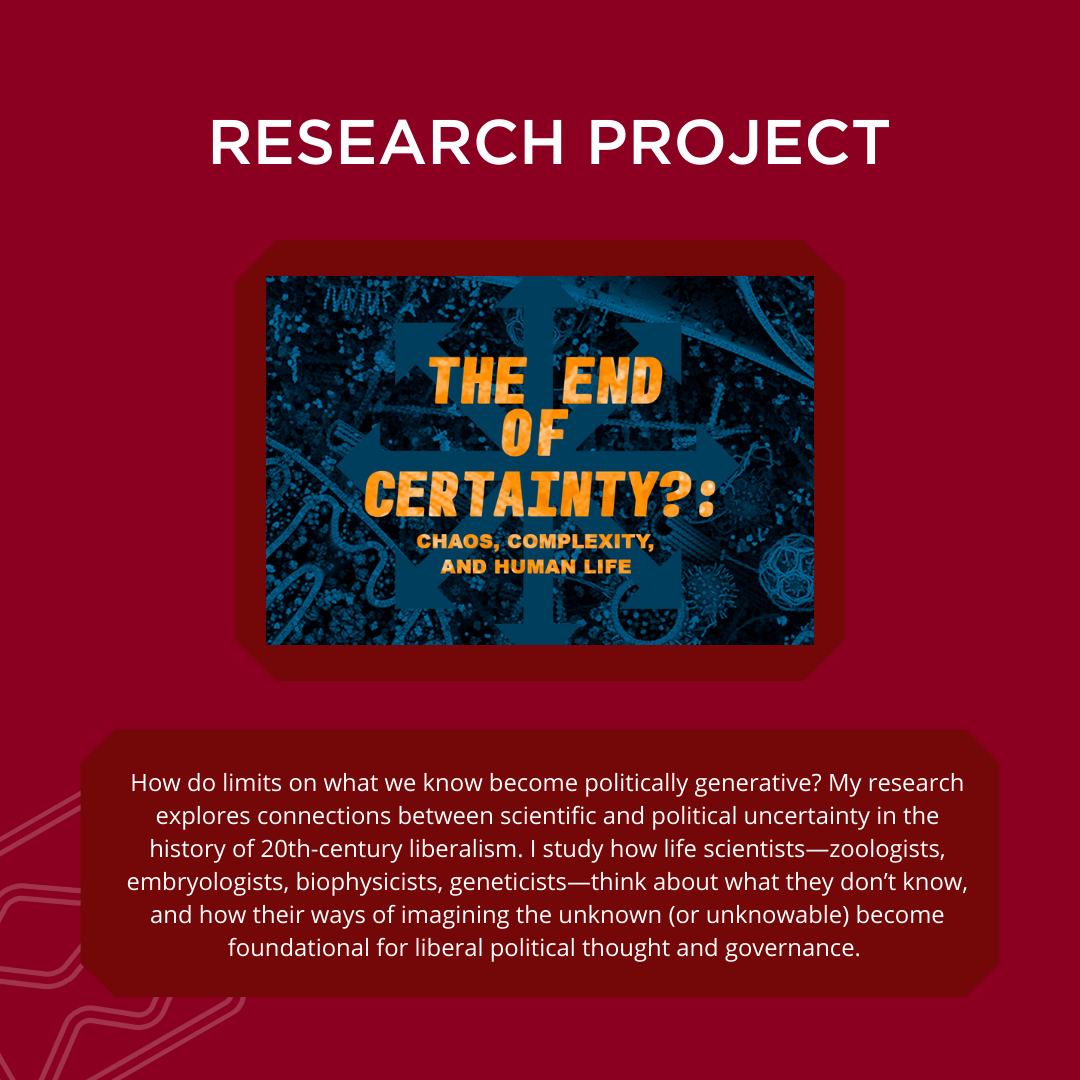 RESEARCH PROJECT
THE END
OF
CERTAINTY?:
CHAOS, COMPLEXITY,
AND HUMAN LIFE
How do limits on what we know become politically generative? My research
explores connections between scientific and political uncertainty in the
history of 20th-century liberalism. I study how life scientists—zoologists,
embryologists, biophysicists, geneticists—think about what they don’t know,
and how their ways of imagining the unknown (or unknowable) become
foundational for liberal political thought and governance.